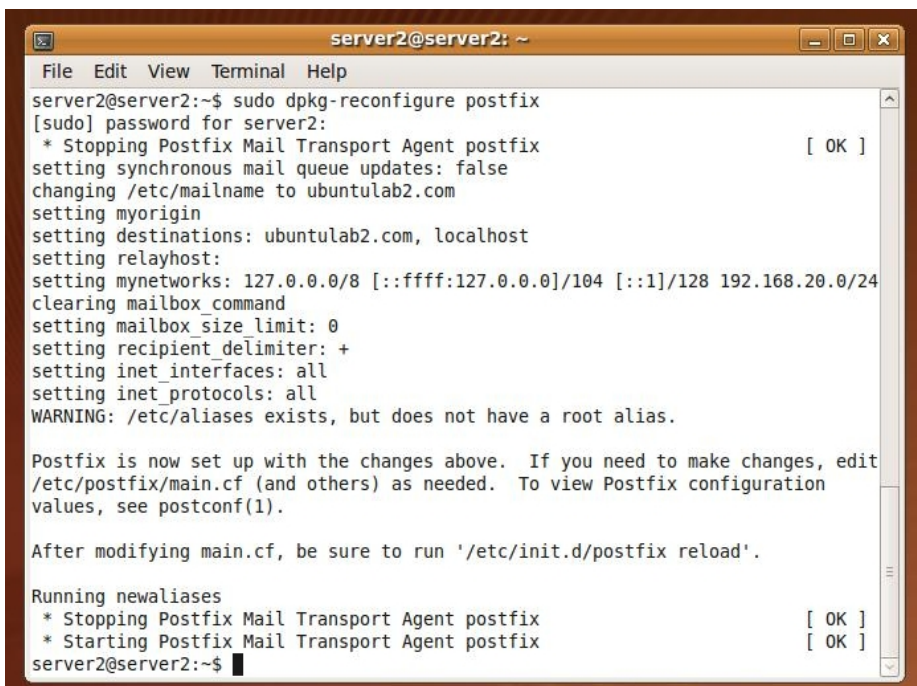 server2@server2: ~
File Edit View Terminal Help
server2@server2:~$ sudo dpkg-reconfigure postfix
[sudo] password for server2:
 * Stopping Postfix Mail Transport Agent postfix [ OK ]
setting synchronous mail queue updates: false
changing /etc/mailname to ubuntulab2.com
setting myorigin
setting destinations: ubuntulab2.com, localhost
setting relayhost:
setting mynetworks: 127.0.0.0/8 [::ffff:127.0.0.0]/104 [::1]/128 192.168.20.0/24
clearing mailbox_command
setting mailbox_size_limit: 0
setting recipient_delimiter: +
setting inet_interfaces: all
setting inet_protocols: all
WARNING: /etc/aliases exists, but does not have a root alias.

Postfix is now set up with the changes above.  If you need to make changes, edit
/etc/postfix/main.cf (and others) as needed.  To view Postfix configuration
values, see postconf(1).

After modifying main.cf, be sure to run '/etc/init.d/postfix reload'.

Running newaliases
 * Stopping Postfix Mail Transport Agent postfix [ OK ]
 * Starting Postfix Mail Transport Agent postfix [ OK ]
server2@server2:~$